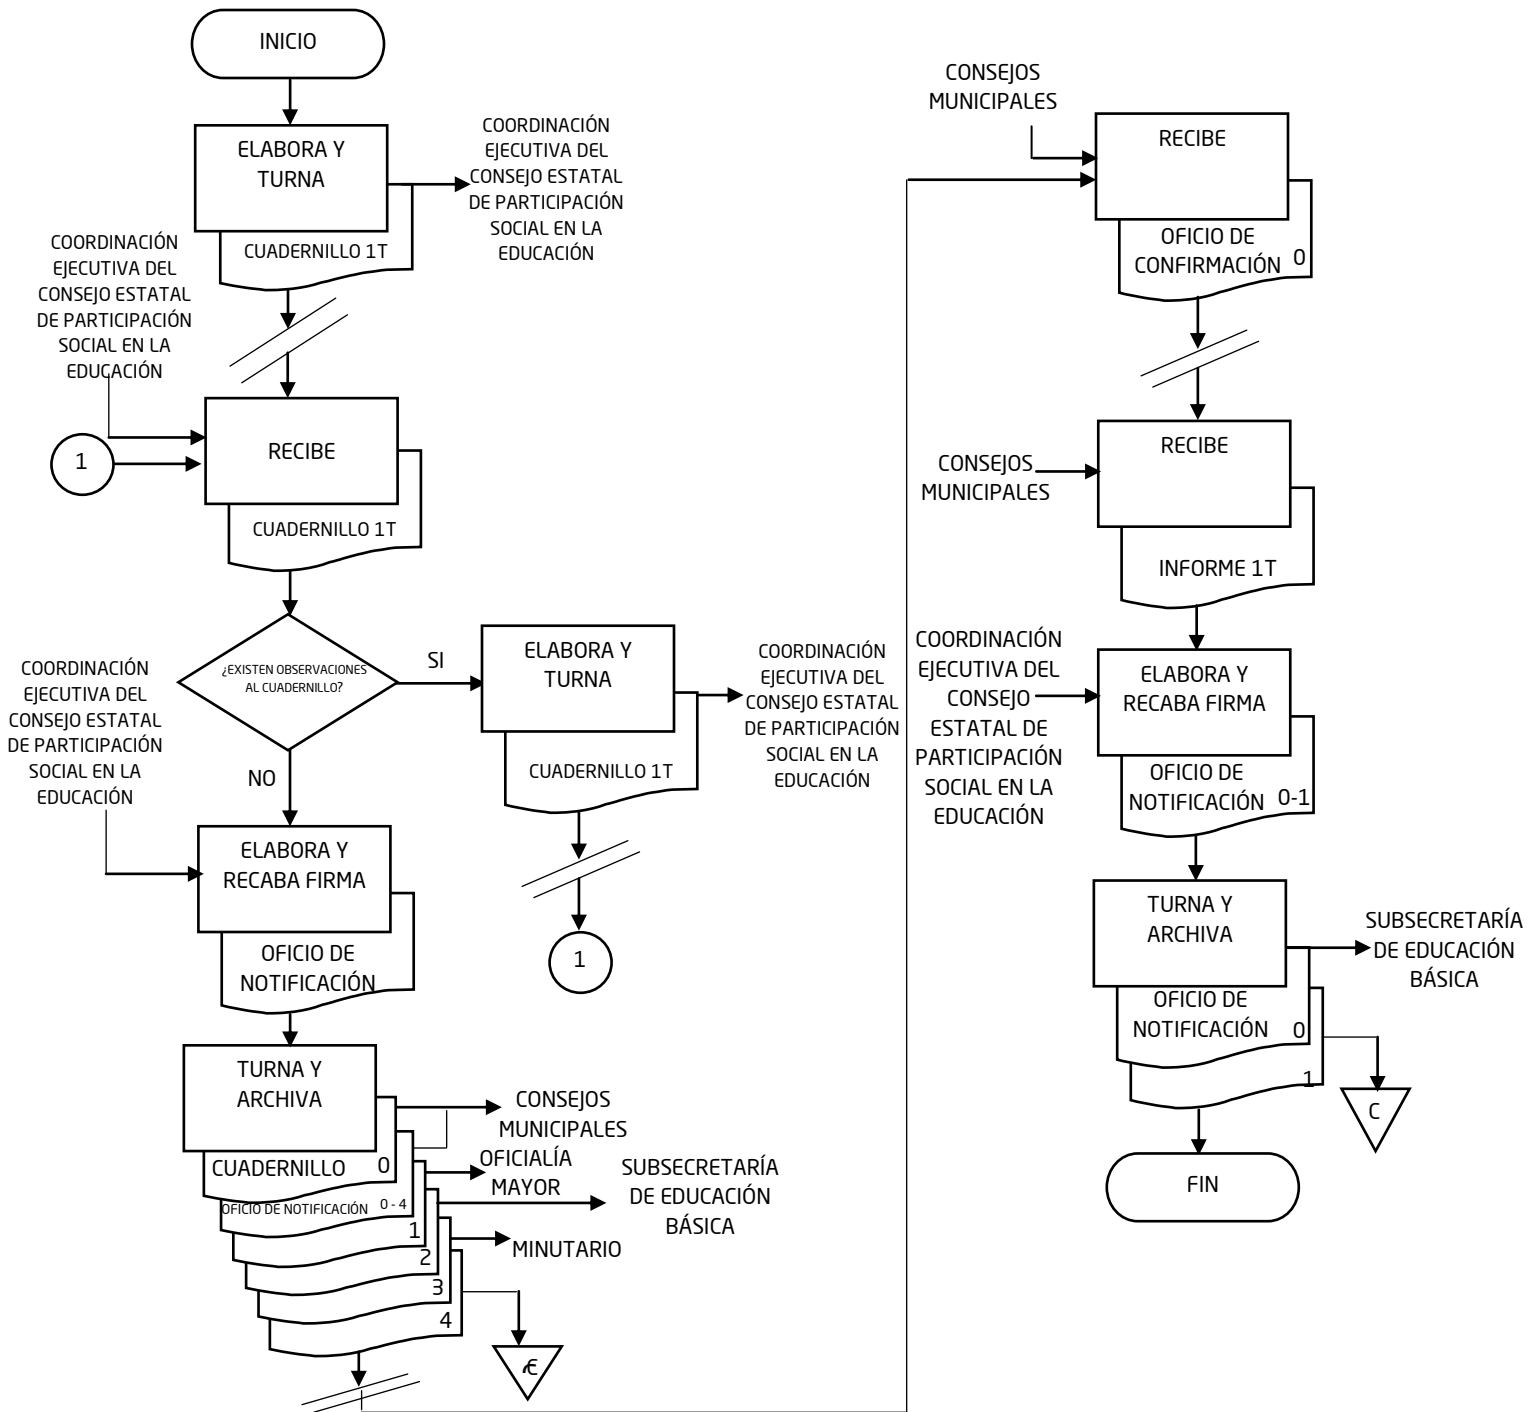 INICIO
ELABORA Y
TURNA
CUADERNILLO 1T
COORDINACIÓN
EJECUTIVA DEL
CONSEJO ESTATAL
DE PARTICIPACIÓN
SOCIAL EN LA
EDUCACIÓN
COORDINACIÓN
EJECUTIVA DEL
CONSEJO ESTATAL
DE PARTICIPACIÓN
SOCIAL EN LA
EDUCACIÓN
1
RECIBE
CUADERNILLO 1T
¿EXISTEN OBSERVACIONES
AL CUADERNILLO?
SI
NO
ELABORA Y
TURNA
CUADERNILLO 1T
COORDINACIÓN
EJECUTIVA DEL
CONSEJO ESTATAL
DE PARTICIPACIÓN
SOCIAL EN LA
EDUCACIÓN
1
COORDINACIÓN
EJECUTIVA DEL
CONSEJO ESTATAL
DE PARTICIPACIÓN
SOCIAL EN LA
EDUCACIÓN
ELABORA Y
RECABA FIRMA
OFICIO DE
NOTIFICACIÓN
TURNA Y
ARCHIVA
CUADERNILLO 0
OFICIO DE NOTIFICACIÓN 0 - 4
1
2
3
4
CONSEJOS
MUNICIPALES
OFICIALÍA
MAYOR
SUBSECRETARÍA
DE EDUCACIÓN
BÁSICA
MINUTARIO
CONSEJOS
MUNICIPALES
RECIBE
OFICIO DE
CONFIRMACIÓN 0
CONSEJOS
MUNICIPALES
RECIBE
INFORME 1T
COORDINACIÓN
EJECUTIVA DEL
CONSEJO
ESTATAL DE
PARTICIPACIÓN
SOCIAL EN LA
EDUCACIÓN
ELABORA Y
RECABA FIRMA
OFICIO DE
NOTIFICACIÓN 0-1
TURNA Y
ARCHIVA
OFICIO DE
NOTIFICACIÓN 0
1
SUBSECRETARÍA
DE EDUCACIÓN
BÁSICA
C
FIN